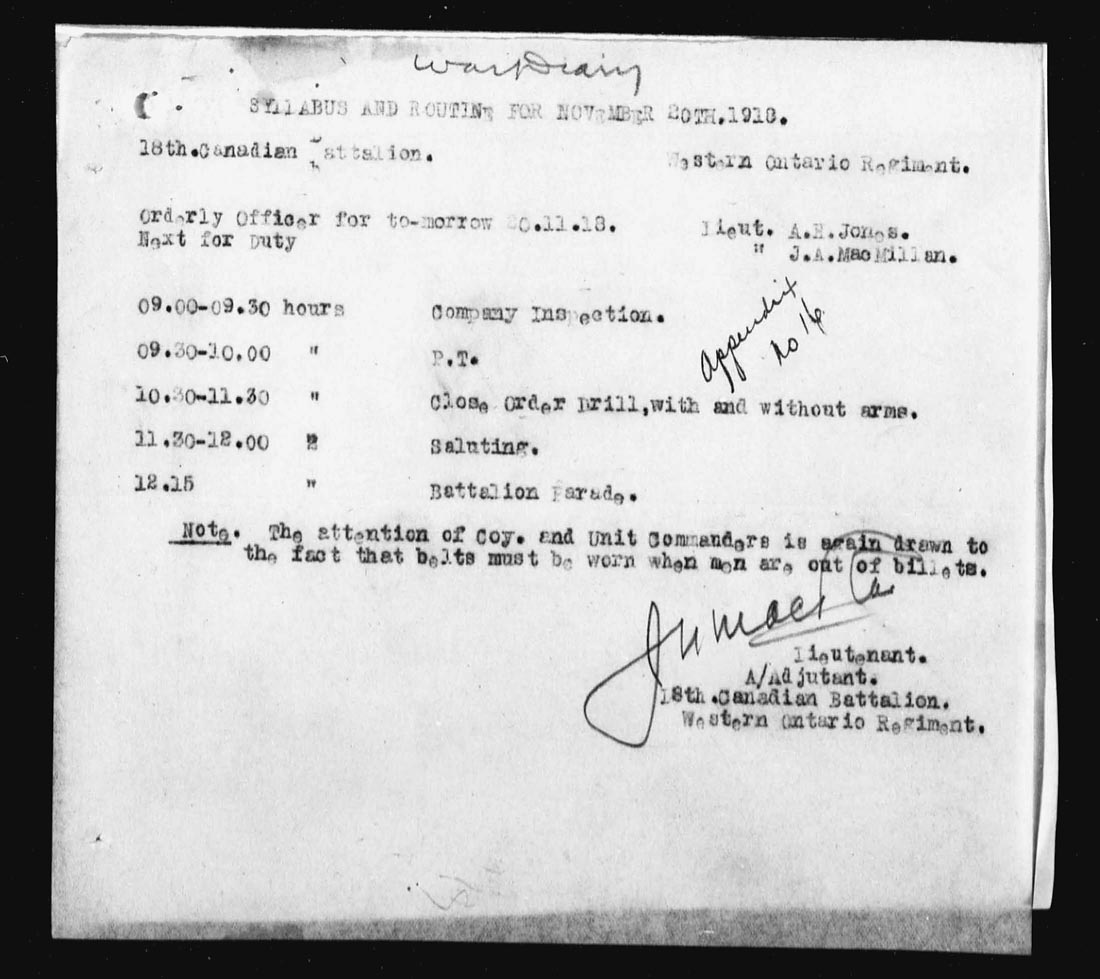 War Diary
SYLLABUS AND ROUTINE FOR NOVEMBER 20TH.1918.
18th.Canadian Battalion. Western Ontario Regiment.
Orderly Officer for to-morrow 20.11.18. Lieut. A.H.Jones.
Next for Duty " J.A.MacMillan.
09.00-09.30 hours Company Inspection.
Appendix
no 16
09.30-10.00 " P.T.
10.30-11.30 " Close Order Drill,with and without arms.
11.30-12.00 " Saluting.
12.15 " Battalion Parade.
Note. The attention of Coy. and Unit Commanders is again drawn to
the fact that belts must be worn when men are out of billets.
Lieutenant.
A/Adjutant.
18th.Canadian Battalion.
Western Ontario Regiment.